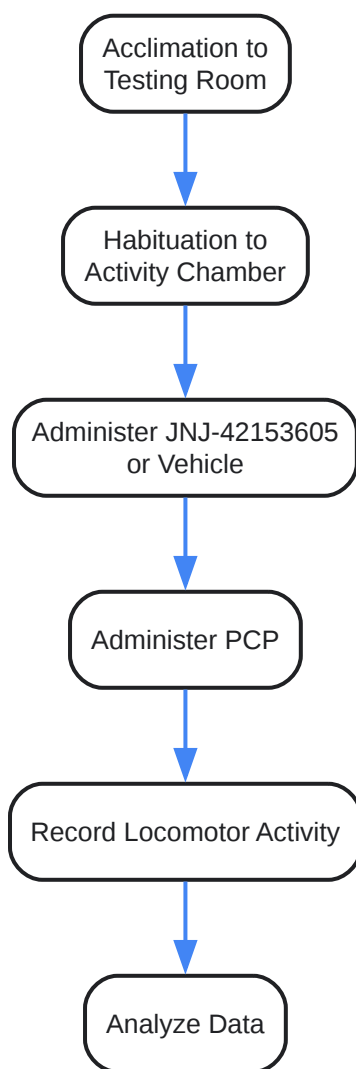 Acclimation to
Testing Room
Habituation to
Activity Chamber
Administer JNJ-42153605
or Vehicle
Administer PCP
Record Locomotor Activity
Analyze Data